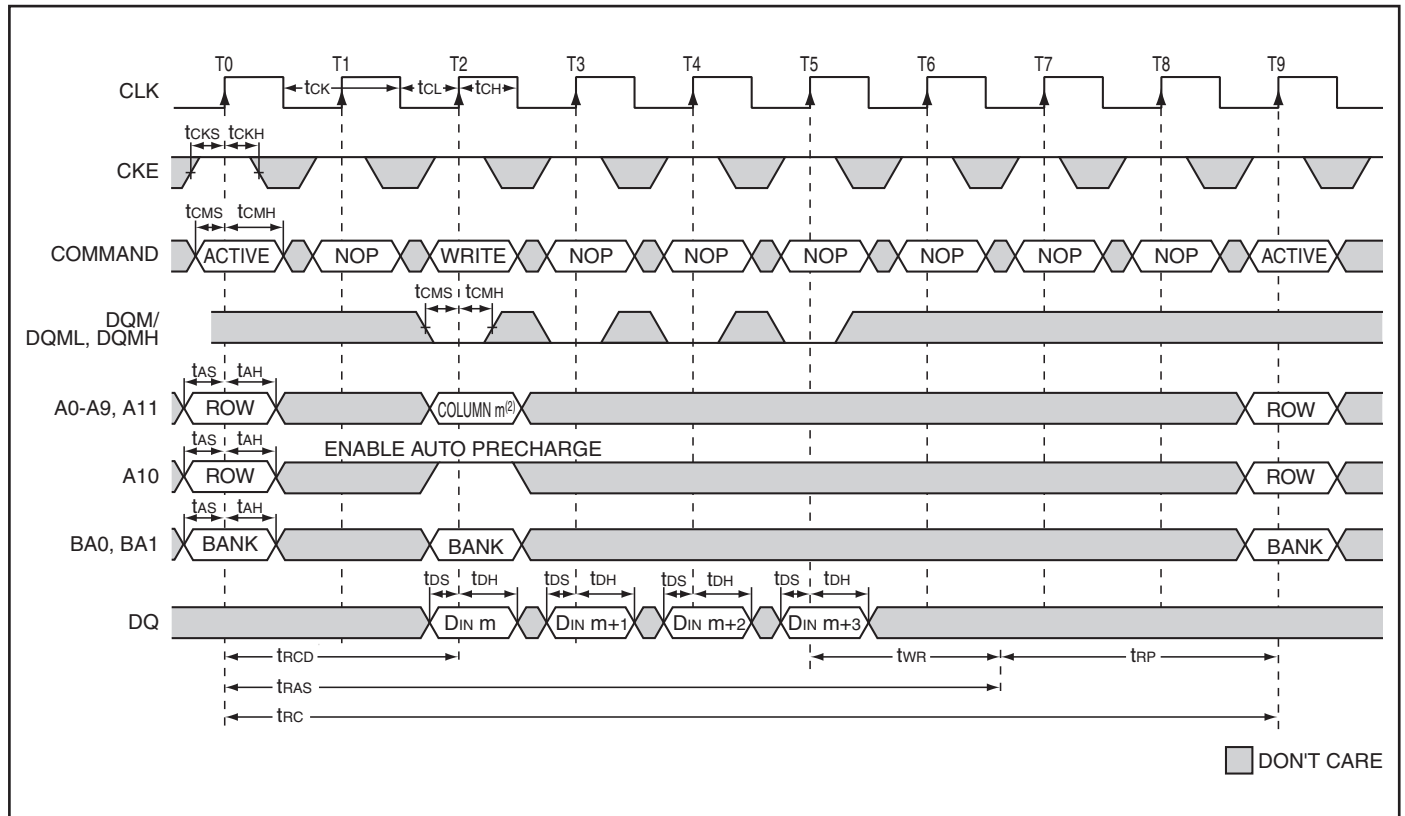 T0 T1 T2 T3 T4 T5 T6 T7 T8 T9
CLK tCK tCL tCH
tCKS tCKH
CKE
tCMS tCMH
COMMAND ACTIVE NOP WRITE NOP NOP NOP NOP NOP NOP ACTIVE
tCMS tCMH
DQM/
DQML, DQMH
tAS tAH
A0-A9, A11 ROW COLUMN m(2) ROW
tAS tAH ENABLE AUTO PRECHARGE
A10 ROW ROW
tAS tAH
BA0, BA1 BANK BANK BANK
tDS tDH tDS tDH tDS tDH tDS tDH
DQ DIN m DIN m+1 DIN m+2 DIN m+3
tRCD tWR tRP
tRAS
tRC
DON'T CARE